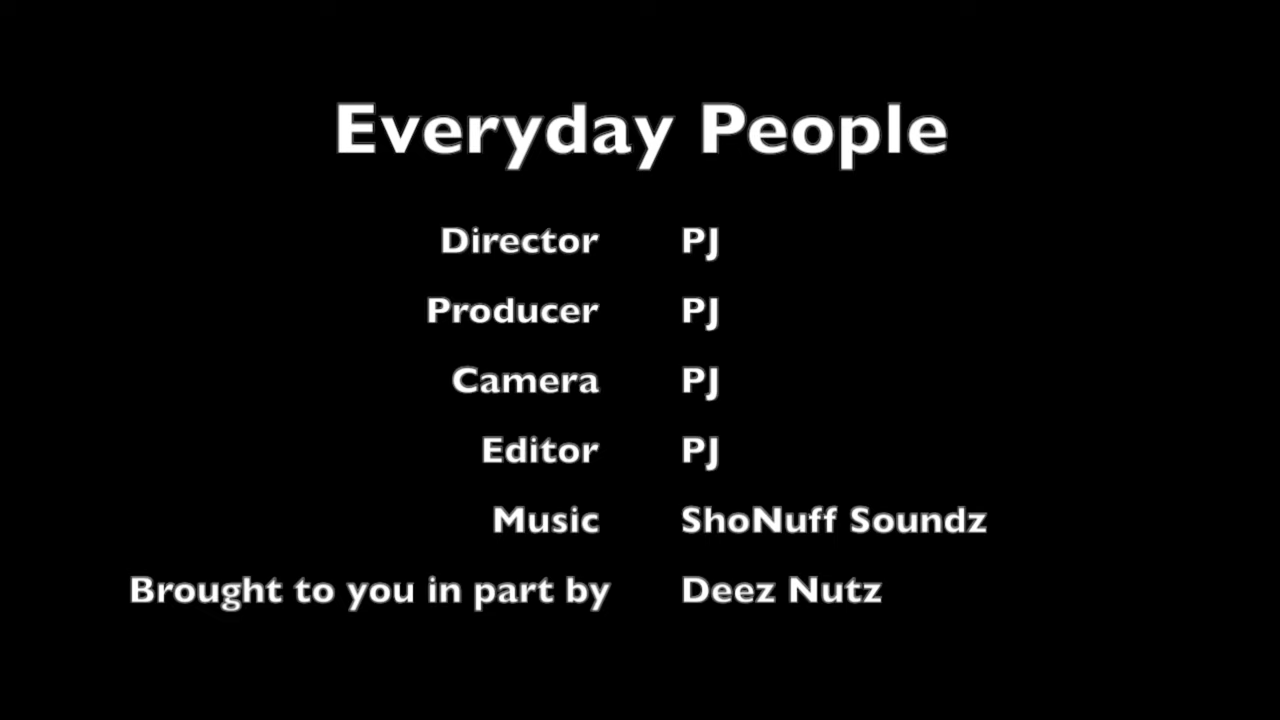 Everyday People
Director PJ
Producer PJ
Camera PJ
Editor PJ
Music ShoNuff Soundz
Brought to you in part by Deez Nutz